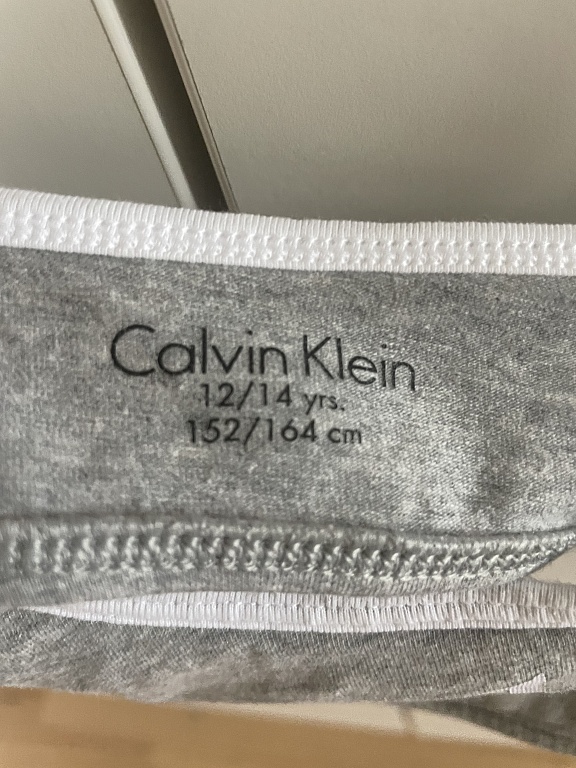 Calvin Klein
12/14 yrs.
152/164 cm